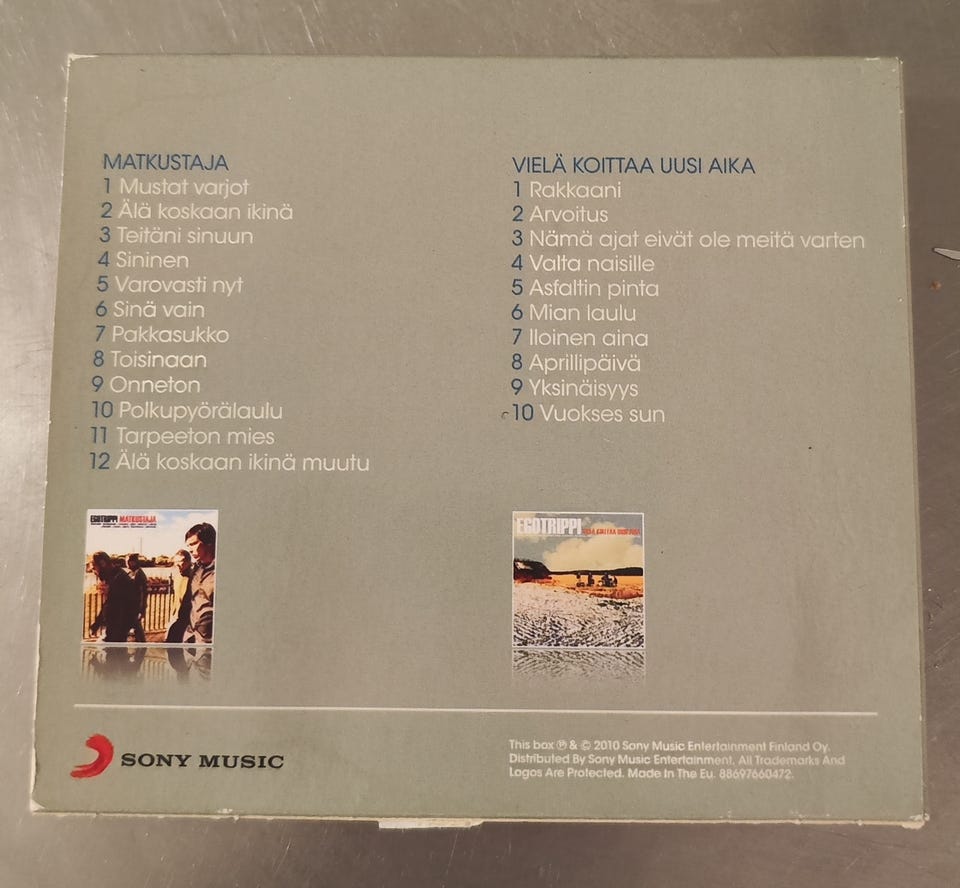 MATKUSTAJA
1 Mustat varjot
2 Älä koskaan ikinä
3 Teitäni sinuun
4 Sininen
5 Varovasti nyt
6 Sinä vain
7 Pakkasukko
8 Toisinaan
9 Onneton
10 Polkupyörälaulu
11 Tarpeeton mies
12 Älä koskaan ikinä muutu
EGOTRIPPI MATKUSTAJA
VIELÄ KOITTAA UUSI AIKA
1 Rakkaani
2 Arvoitus
3 Nämä ajat eivät ole meitä varten
4 Valta naisille
5 Asfaltin pinta
6 Mian laulu
7 Iloinen aina
8 Aprillipäivä
9 Yksinäisyys
10 Vuokses sun
EGOTRIPPI VIELÄ KOITTAA UUSI AIKA
SONY MUSIC
This box ℗ & © 2010 Sony Music Entertainment Finland Oy.
Distributed By Sony Music Entertainment. All Trademarks And
Logos Are Protected. Made In The Eu. 88697660472.